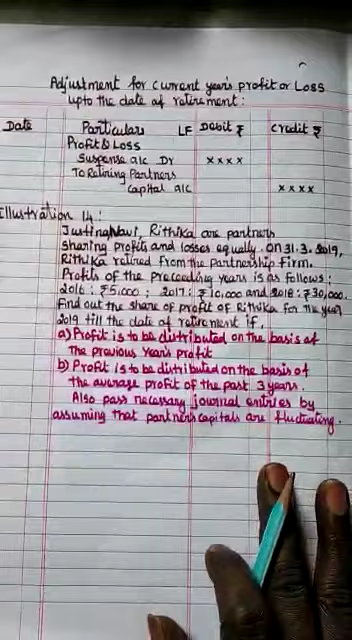 Adjustment for current year's profit or Loss
upto the date of retirement:
Date Particulars LF Debit ₹ Credit ₹
Profit & Loss
Suspense a/c Dr xxxx
To Retiring Partners
capital a/c xxxx
Illustration 14:
Justina, Navi, Rithika are partners
sharing profits and losses equally. On 31.3.2019,
Rithika retired from the partnership firm.
Profits of the preceeding years is as follows:
2016: ₹5,000; 2017: ₹10,000 and 2018: ₹30,000.
Find out the share of profit of Rithika for the year
2019 till the date of retirement if,
a) Profit is to be distributed on the basis of
The previous year's profit
b) Profit is to be distributed on the basis of
the average profit of the past 3 years.
Also pass necessary journal entries by
assuming that partners capitals are fluctuating.